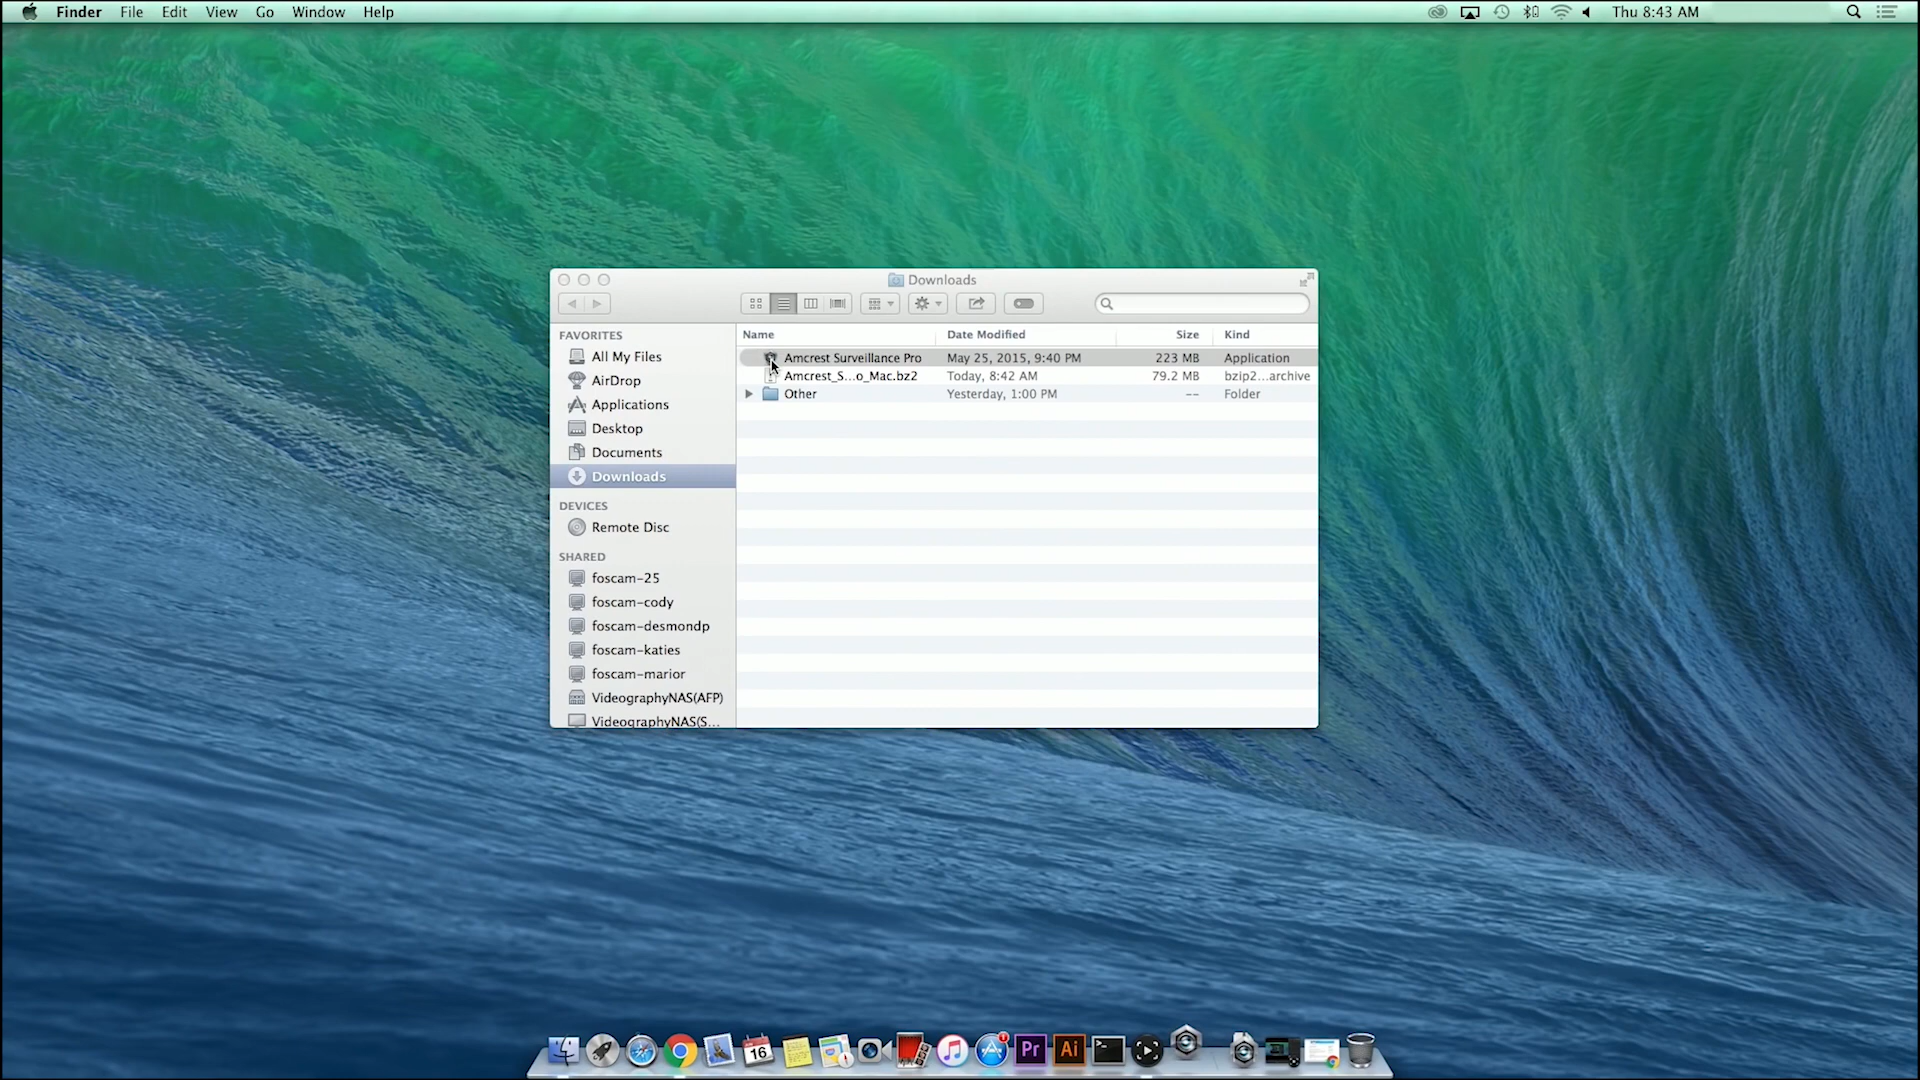 Finder File Edit View Go Window Help Thu 8:43 AM
Downloads
FAVORITES
All My Files
AirDrop
Applications
Desktop
Documents
Downloads
DEVICES
Remote Disc
SHARED
foscam-25
foscam-cody
foscam-desmondp
foscam-katies
foscam-marior
VideographyNAS(AFP)
VideographyNAS(S...
Name Date Modified Size Kind
Amcrest Surveillance Pro May 25, 2015, 9:40 PM 223 MB Application
Amcrest_S...o_Mac.bz2 Today, 8:42 AM 79.2 MB bzip2...archive
Other Yesterday, 1:00 PM -- Folder
16 Pr Ai